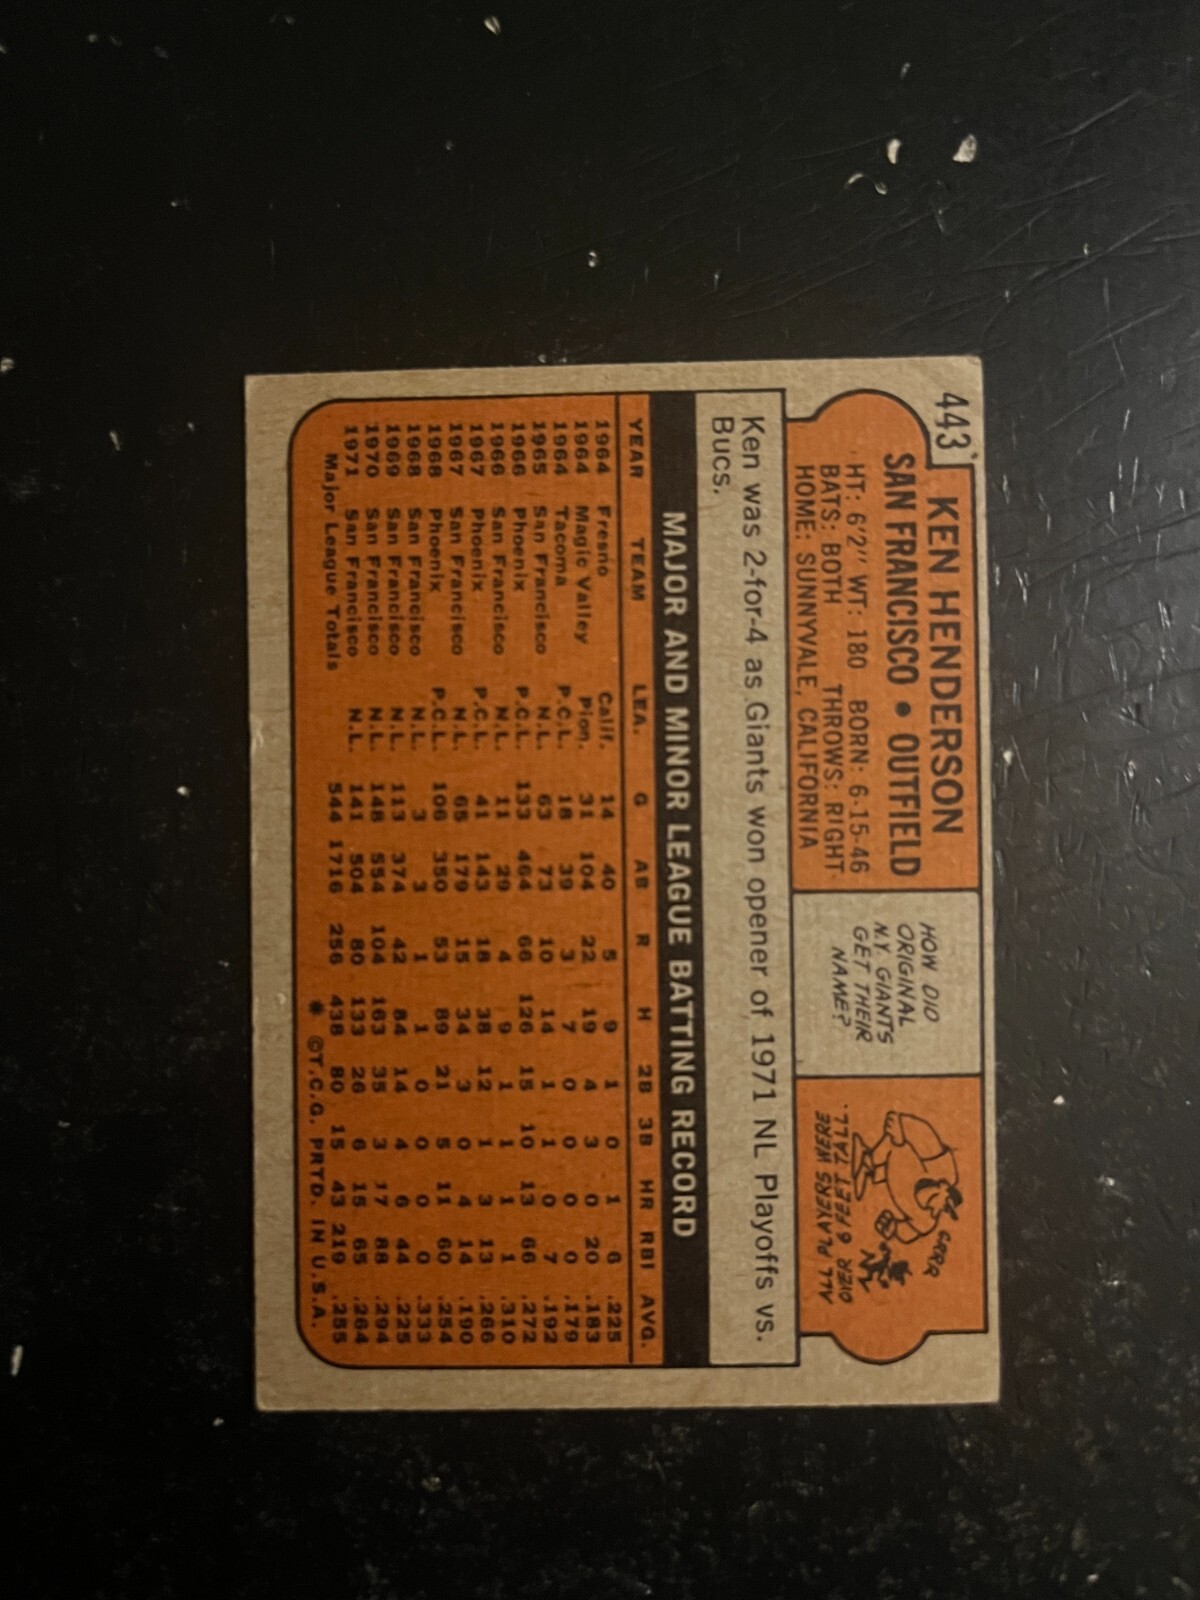 443
KEN HENDERSON
SAN FRANCISCO • OUTFIELD
HT: 6'2" WT: 180 BORN: 6-15-46
BATS: BOTH THROWS: RIGHT
HOME: SUNNYVALE, CALIFORNIA
HOW DID
ORIGINAL
N.Y. GIANTS
GET THEIR
NAME?
GRRR
ALL PLAYERS WERE
OVER 6 FEET TALL.
Ken was 2-for-4 as Giants won opener of 1971 NL Playoffs vs.
Bucs.
MAJOR AND MINOR LEAGUE BATTING RECORD
YEAR TEAM LEA. G AB R H 2B 3B HR RBI AVG.
1964 Fresno Calif. 14 40 5 9 1 0 1 6 .225
1964 Magic Valley Pion. 31 104 22 19 4 3 0 20 .183
1964 Tacoma P.C.L. 18 39 3 7 0 0 0 0 .179
1965 San Francisco N.L. 63 73 10 14 1 1 0 7 .192
1966 Phoenix P.C.L. 133 464 66 126 15 10 13 66 .272
1966 San Francisco N.L. 11 29 4 9 1 1 1 1 .310
1967 Phoenix P.C.L. 41 143 18 38 12 1 3 13 .266
1967 San Francisco N.L. 65 179 15 34 3 0 4 14 .190
1968 Phoenix P.C.L. 106 350 53 89 21 5 11 60 .254
1968 San Francisco N.L. 3 3 1 1 0 0 0 0 .333
1969 San Francisco N.L. 113 374 42 84 14 4 6 44 .225
1970 San Francisco N.L. 148 554 104 163 35 3 17 88 .294
1971 San Francisco N.L. 141 504 80 133 26 6 15 65 .264
Major League Totals 544 1716 256 438 80 15 43 219 .255
* ©T.C.G. PRTD. IN U.S.A.